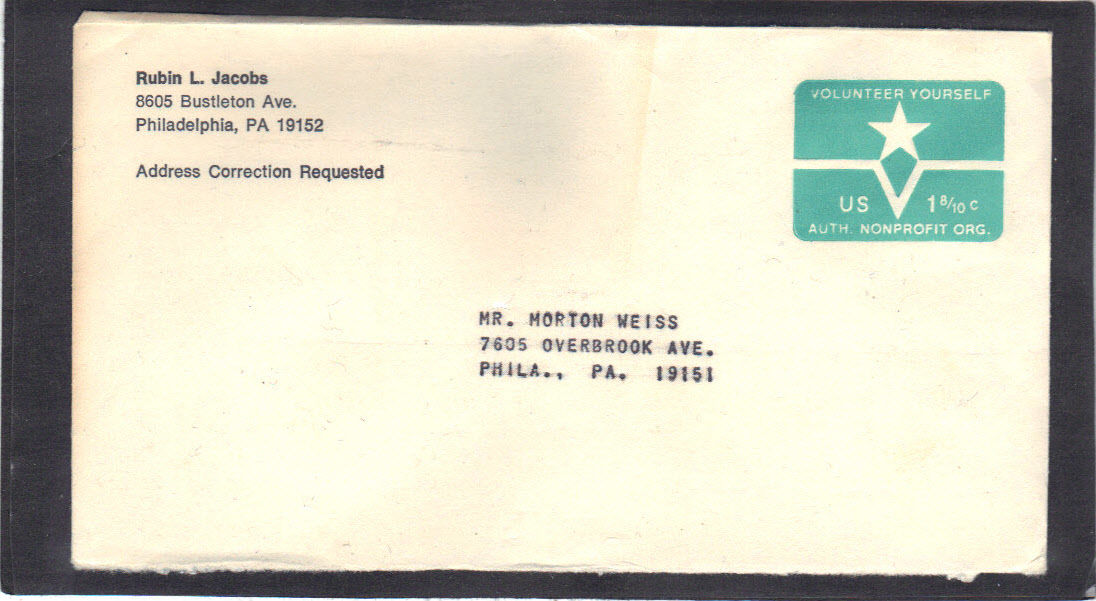 Rubin L. Jacobs
8605 Bustleton Ave.
Philadelphia, PA 19152
Address Correction Requested
VOLUNTEER YOURSELF
US 1 8/10 c
AUTH. NONPROFIT ORG.
MR. MORTON WEISS
7605 OVERBROOK AVE.
PHILA., PA. 19151